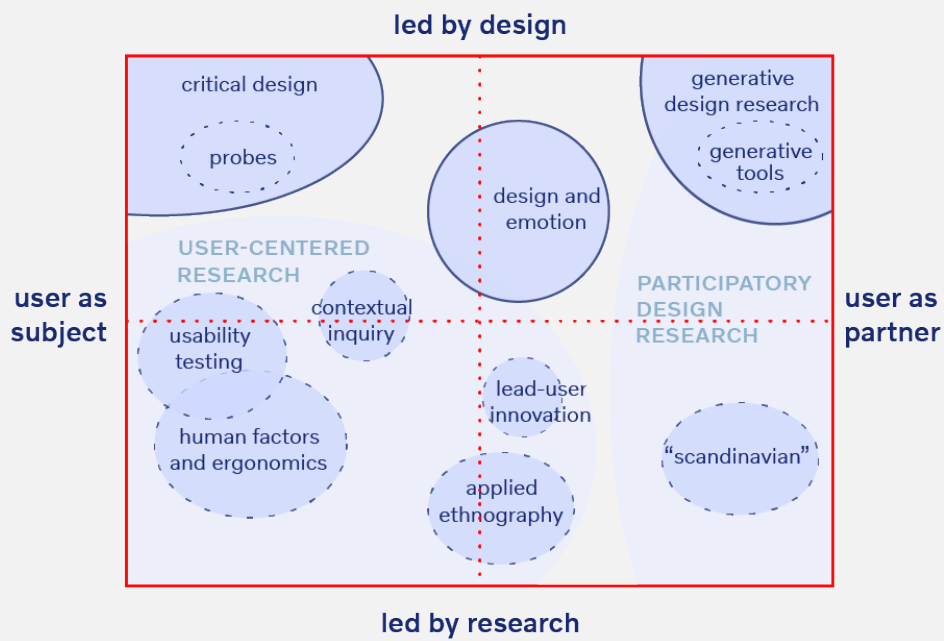 led by design
critical design
probes
generative
design research
generative
tools
design and
emotion
USER-CENTERED
RESEARCH
contextual
inquiry
usability
testing
PARTICIPATORY
DESIGN
RESEARCH
user as
subject
user as
partner
lead-user
innovation
human factors
and ergonomics
applied
ethnography
“scandinavian”
led by research